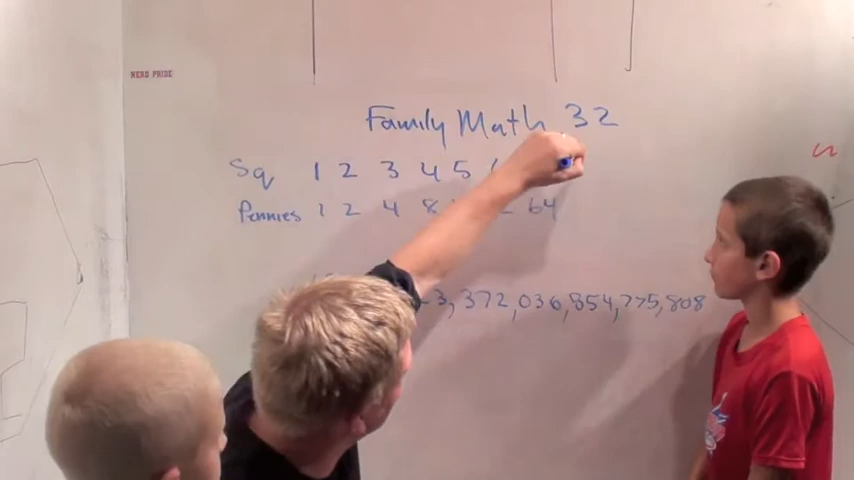 NERD PRIDE
Family Math 32
Sq 1 2 3 4 5
Pennies 1 2 4 8 64
3,372,036,854,775,808